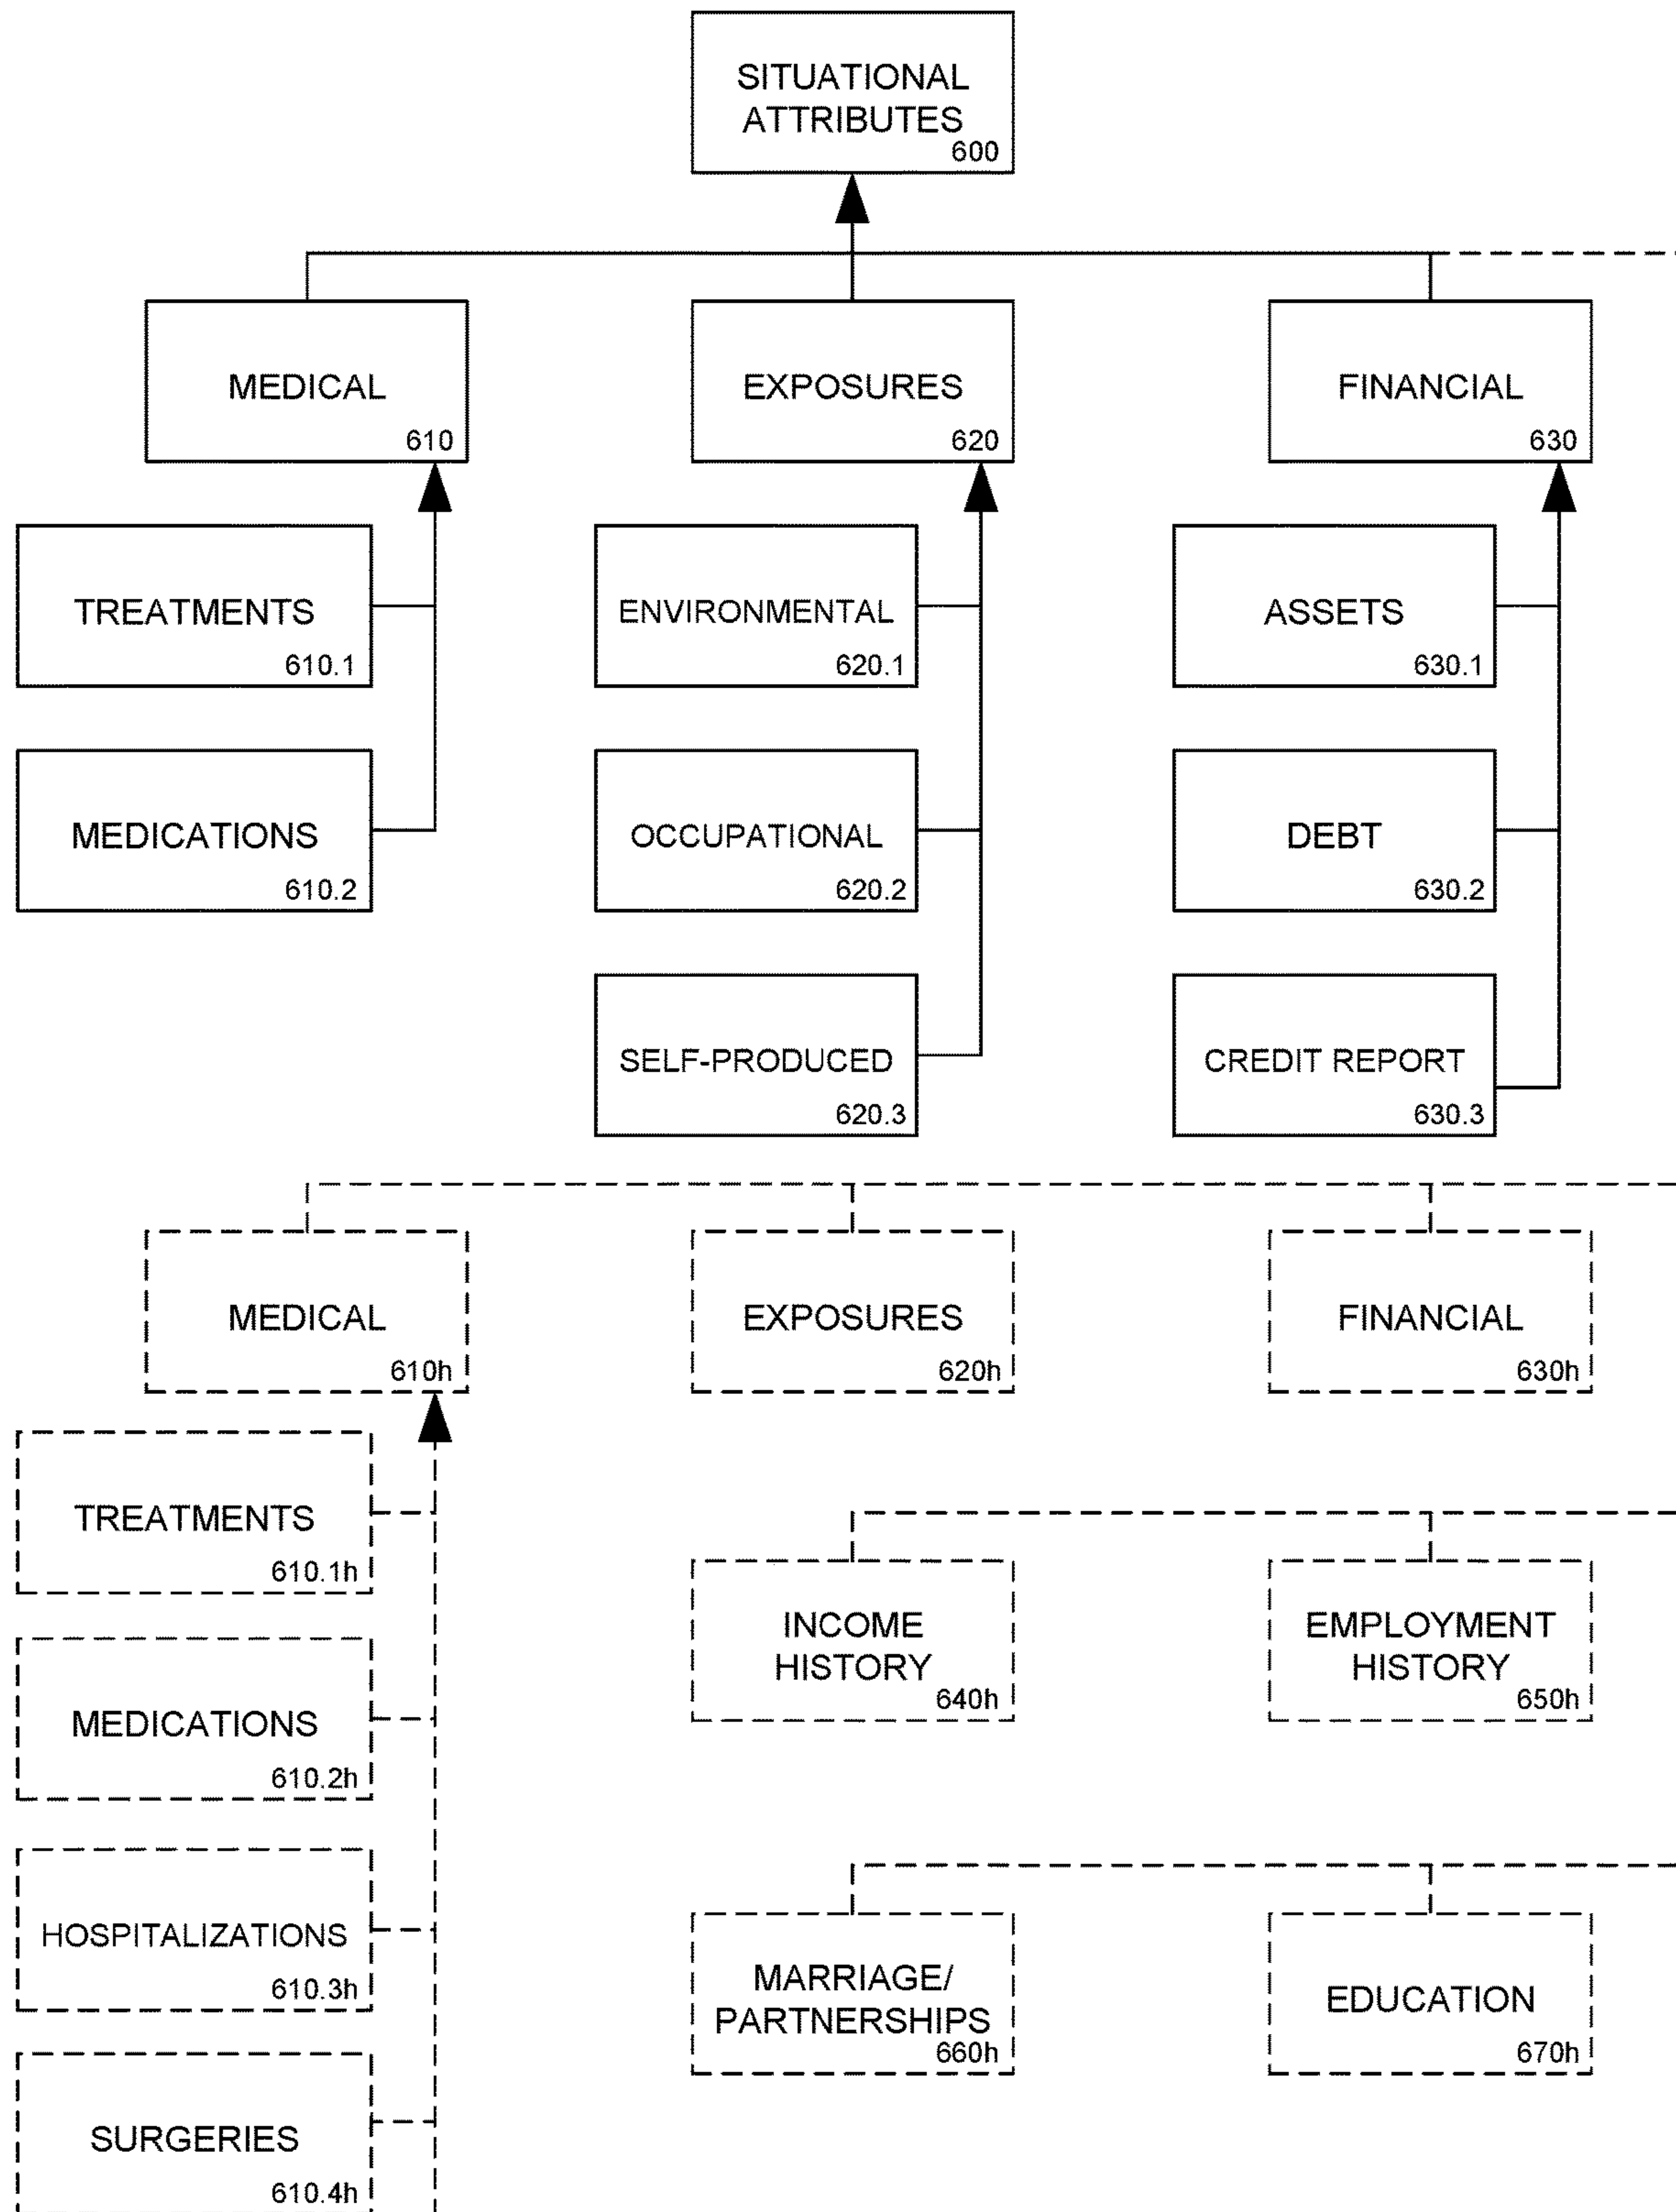 SITUATIONAL
ATTRIBUTES
600
MEDICAL
610
EXPOSURES
620
FINANCIAL
630
TREATMENTS
610.1
ENVIRONMENTAL
620.1
ASSETS
630.1
MEDICATIONS
610.2
OCCUPATIONAL
620.2
DEBT
630.2
SELF-PRODUCED
620.3
CREDIT REPORT
630.3
MEDICAL
610h
EXPOSURES
620h
FINANCIAL
630h
TREATMENTS
610.1h
INCOME
HISTORY
640h
EMPLOYMENT
HISTORY
650h
MEDICATIONS
610.2h
HOSPITALIZATIONS
610.3h
MARRIAGE/
PARTNERSHIPS
660h
EDUCATION
670h
SURGERIES
610.4h